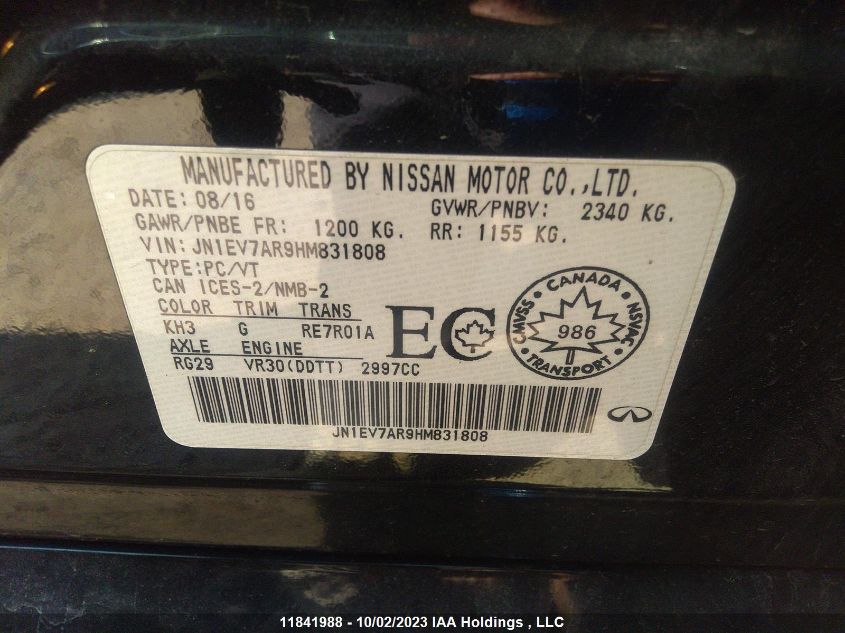 MANUFACTURED BY NISSAN MOTOR CO.,LTD.
DATE: 08/16 GVWR/PNBV: 2340 KG.
GAWR/PNBE FR: 1200 KG. RR: 1155 KG.
VIN: JN1EV7AR9HM831808
TYPE:PC/VT
CAN ICES-2/NMB-2
COLOR TRIM TRANS
KH3 G RE7R01A
AXLE ENGINE
RG29 VR30(DDTT) 2997CC
EC
CMVSS • CANADA • NSVAC • TRANSPORT •
986
JN1EV7AR9HM831808
11841988 - 10/02/2023 IAA Holdings , LLC